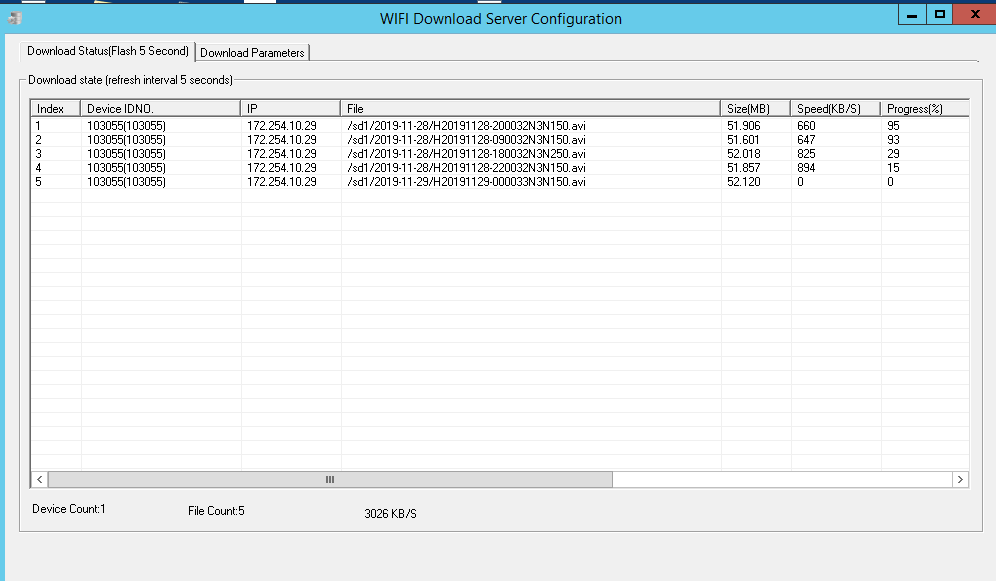 WIFI Download Server Configuration
Download Status(Flash 5 Second) Download Parameters
Download state (refresh interval 5 seconds)
Index Device IDNO. IP File Size(MB) Speed(KB/S) Progress(%)
1 103055(103055) 172.254.10.29 /sd1/2019-11-28/H20191128-200032N3N150.avi 51.906 660 95
2 103055(103055) 172.254.10.29 /sd1/2019-11-28/H20191128-090032N3N150.avi 51.601 647 93
3 103055(103055) 172.254.10.29 /sd1/2019-11-28/H20191128-180032N3N250.avi 52.018 825 29
4 103055(103055) 172.254.10.29 /sd1/2019-11-28/H20191128-220032N3N150.avi 51.857 894 15
5 103055(103055) 172.254.10.29 /sd1/2019-11-29/H20191129-000033N3N150.avi 52.120 0 0
Device Count:1 File Count:5 3026 KB/S